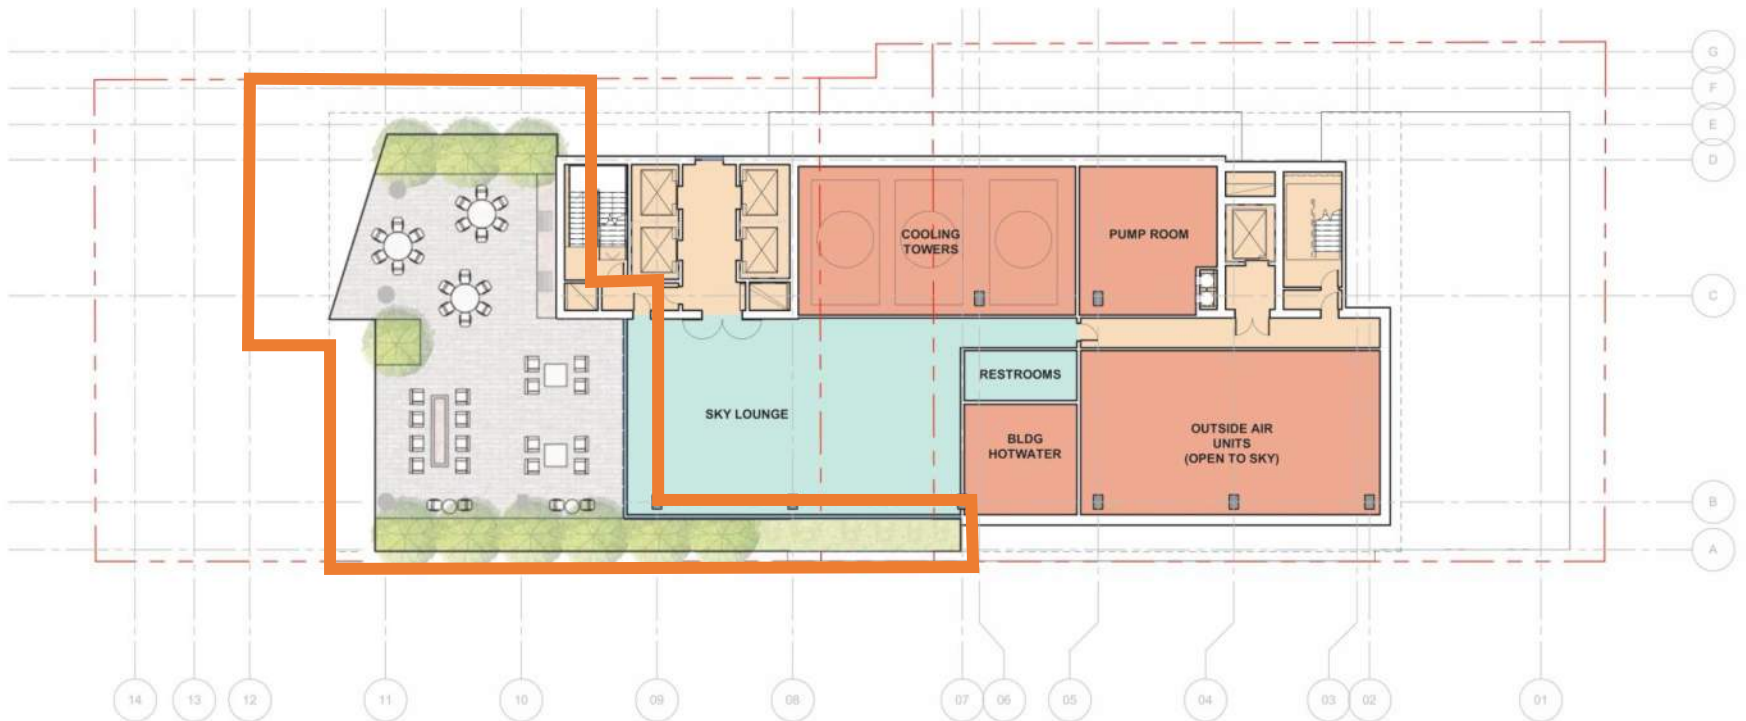 G
F
E
D
COOLING
TOWERS
PUMP ROOM
C
RESTROOMS
SKY LOUNGE
BLDG
HOTWATER
OUTSIDE AIR
UNITS
(OPEN TO SKY)
B
A
14 13 12 11 10 09 08 07 06 05 04 03 02 01